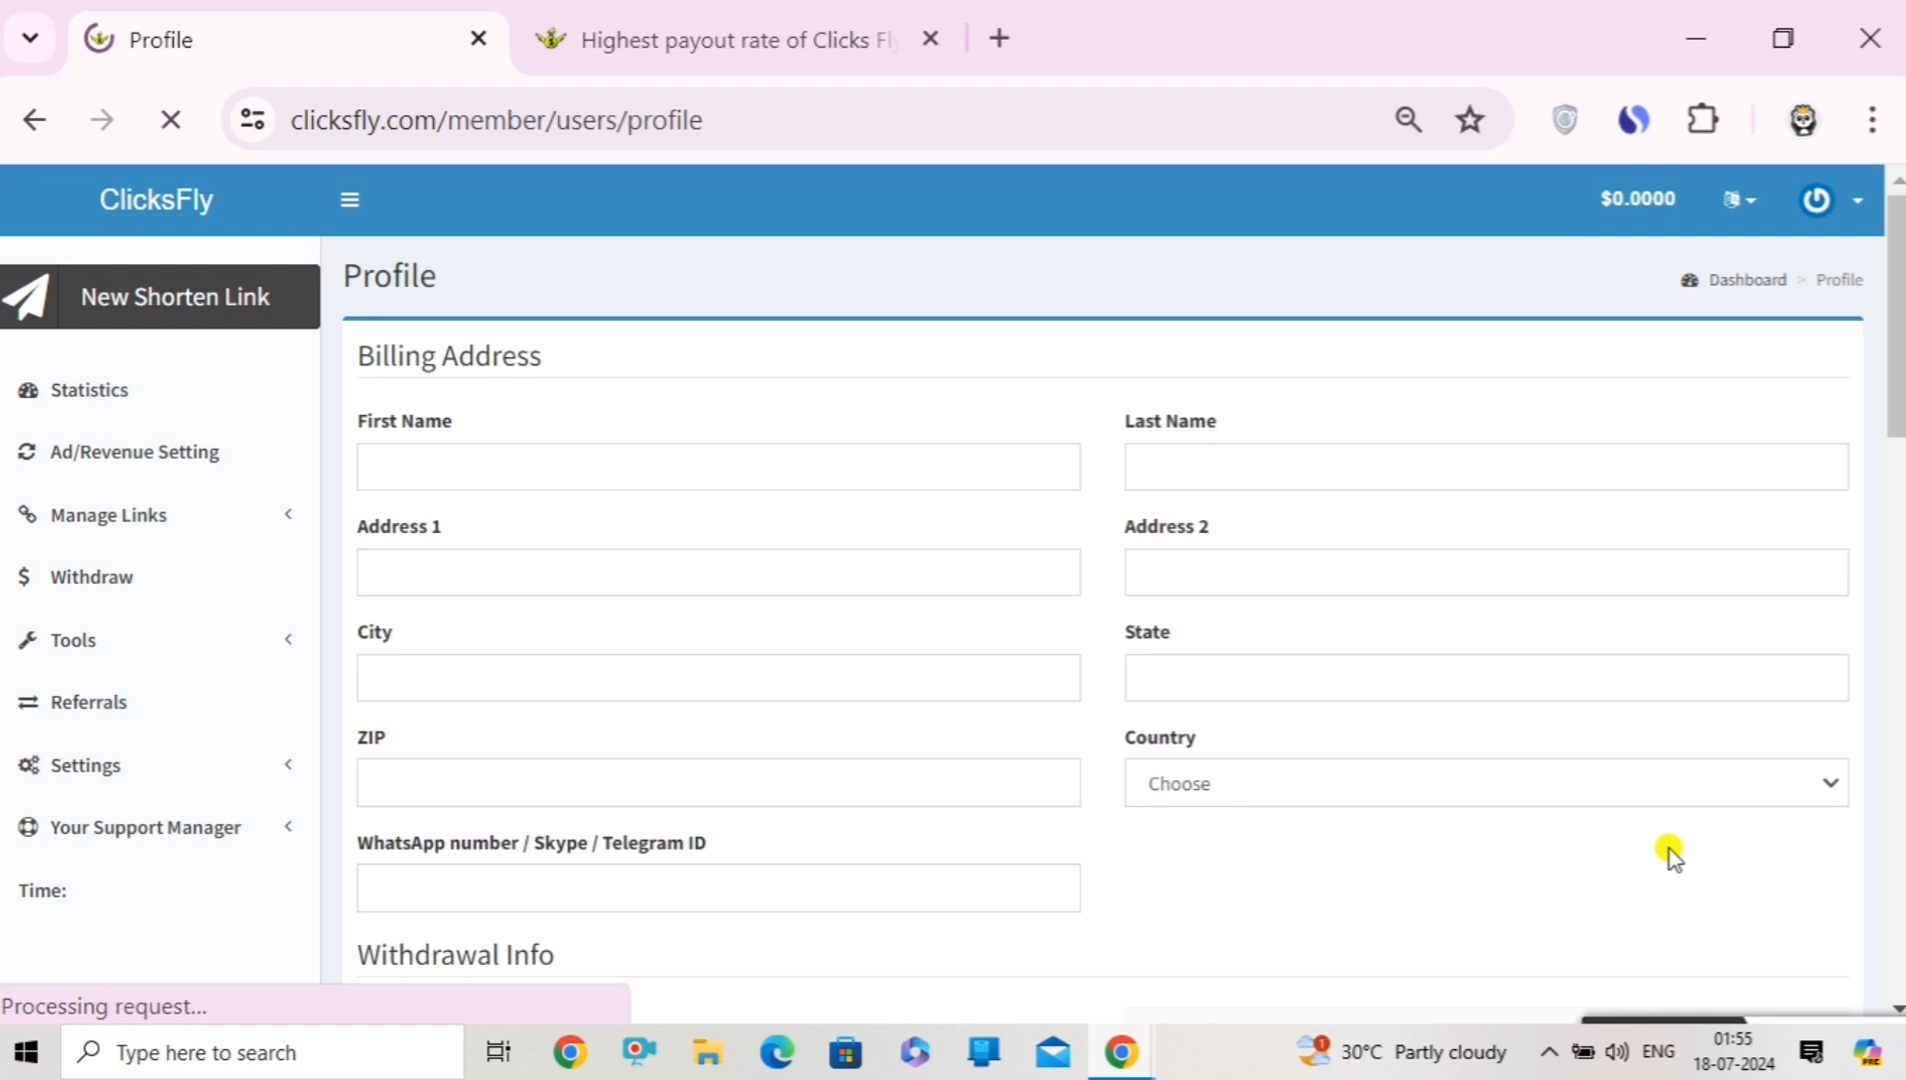 Profile
Highest payout rate of Clicks Fl
clicksfly.com/member/users/profile
ClicksFly
$0.0000
New Shorten Link
Profile
Dashboard > Profile
Billing Address
Statistics
First Name
Last Name
Ad/Revenue Setting
Manage Links
Address 1
Address 2
Withdraw
City
State
Tools
Referrals
ZIP
Country
Settings
Choose
Your Support Manager
WhatsApp number / Skype / Telegram ID
Time:
Withdrawal Info
Processing request...
Type here to search
1
30°C Partly cloudy
ENG
01:55
18-07-2024
PRE